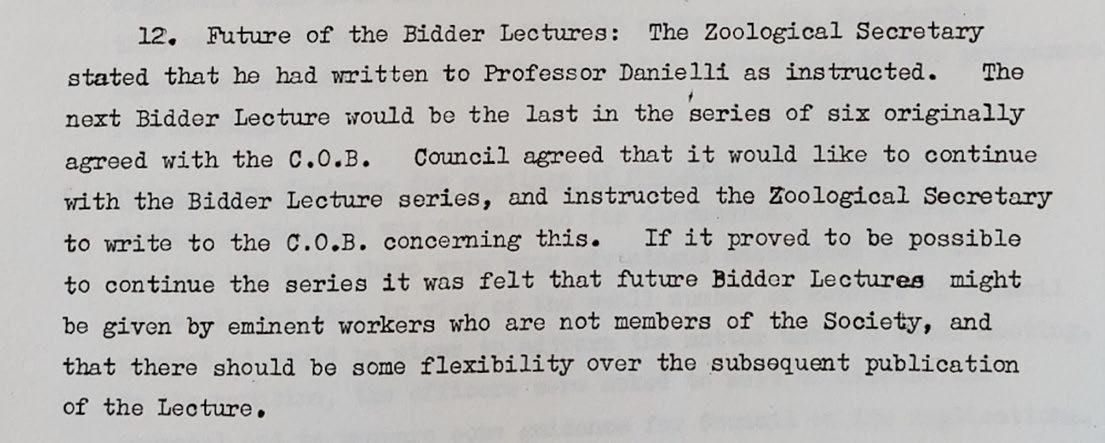 12. Future of the Bidder Lectures: The Zoological Secretary
stated that he had written to Professor Danielli as instructed. The
next Bidder Lecture would be the last in the series of six originally
agreed with the C.O.B. Council agreed that it would like to continue
with the Bidder Lecture series, and instructed the Zoological Secretary
to write to the C.O.B. concerning this. If it proved to be possible
to continue the series it was felt that future Bidder Lectures might
be given by eminent workers who are not members of the Society, and
that there should be some flexibility over the subsequent publication
of the Lecture.